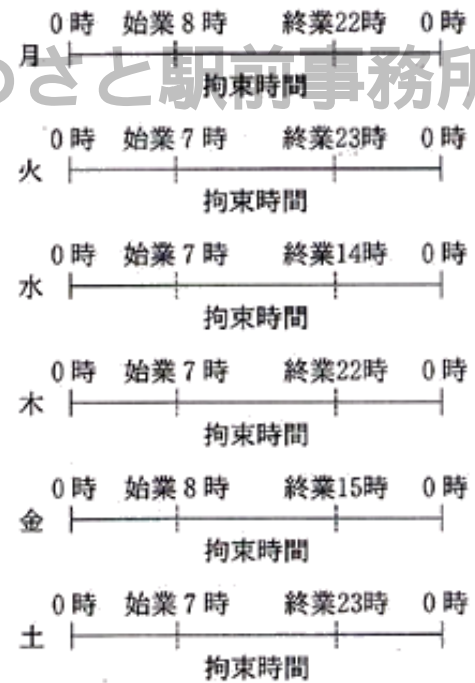 0時 始業8時 終業22時 0時
月
わさと駅前事務所
拘束時間
0時 始業7時 終業23時 0時
火
拘束時間
0時 始業7時 終業14時 0時
水
拘束時間
0時 始業7時 終業22時 0時
木
拘束時間
0時 始業8時 終業15時 0時
金
拘束時間
0時 始業7時 終業23時 0時
土
拘束時間